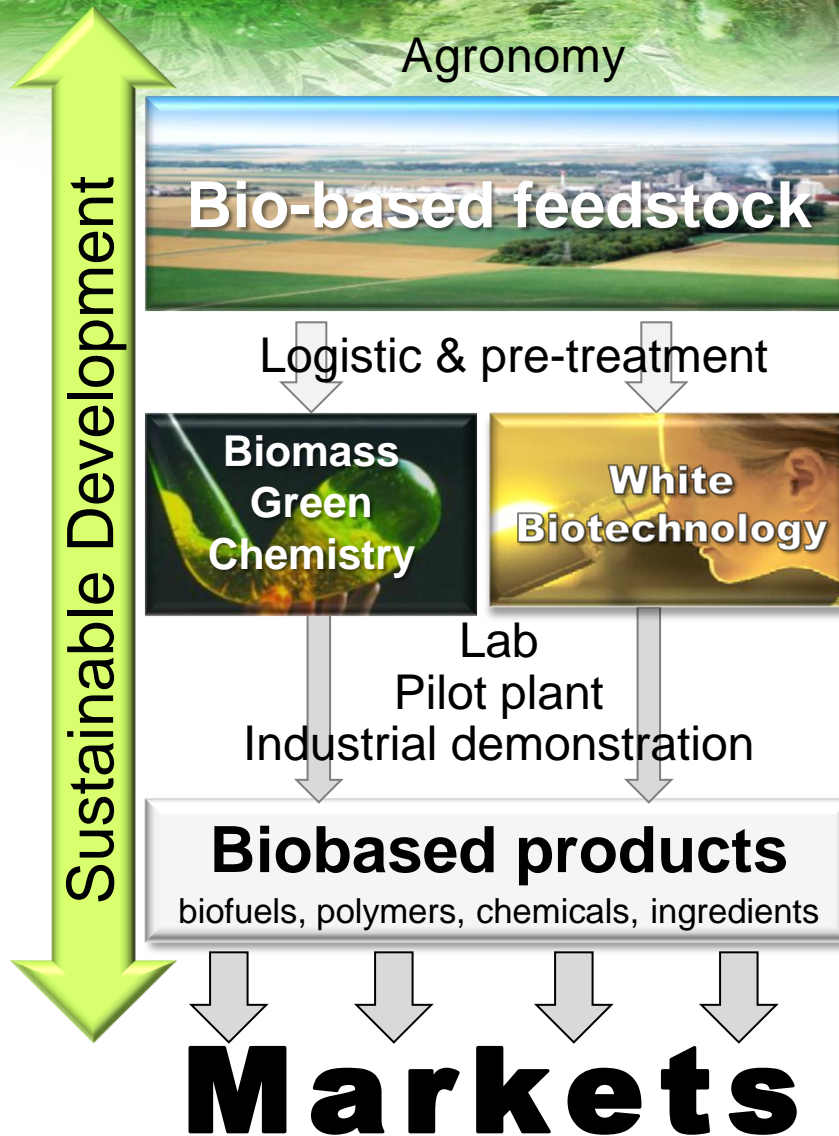 Agronomy
Sustainable Development
Bio-based feedstock
Logistic & pre-treatment
Biomass
Green
Chemistry
White
Biotechnology
Lab
Pilot plant
Industrial demonstration
Biobased products
biofuels, polymers, chemicals, ingredients
Markets